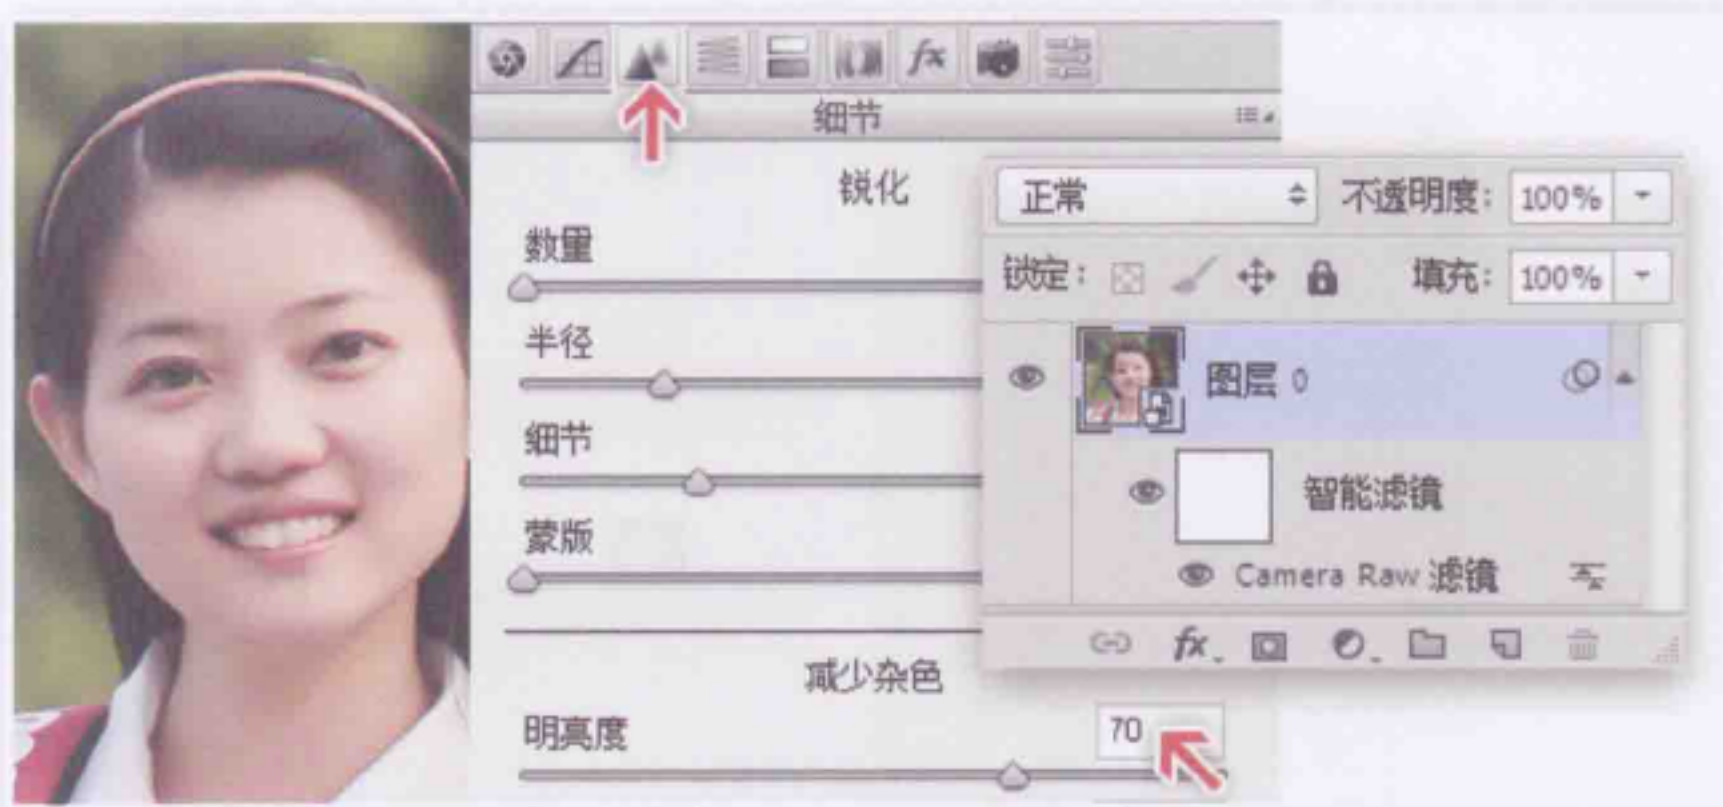 fx
细节
锐化
数量
半径
细节
蒙版
减少杂色
明亮度 70
正常 不透明度: 100%
锁定: 填充: 100%
图层 0
智能滤镜
Camera Raw 滤镜
fx.